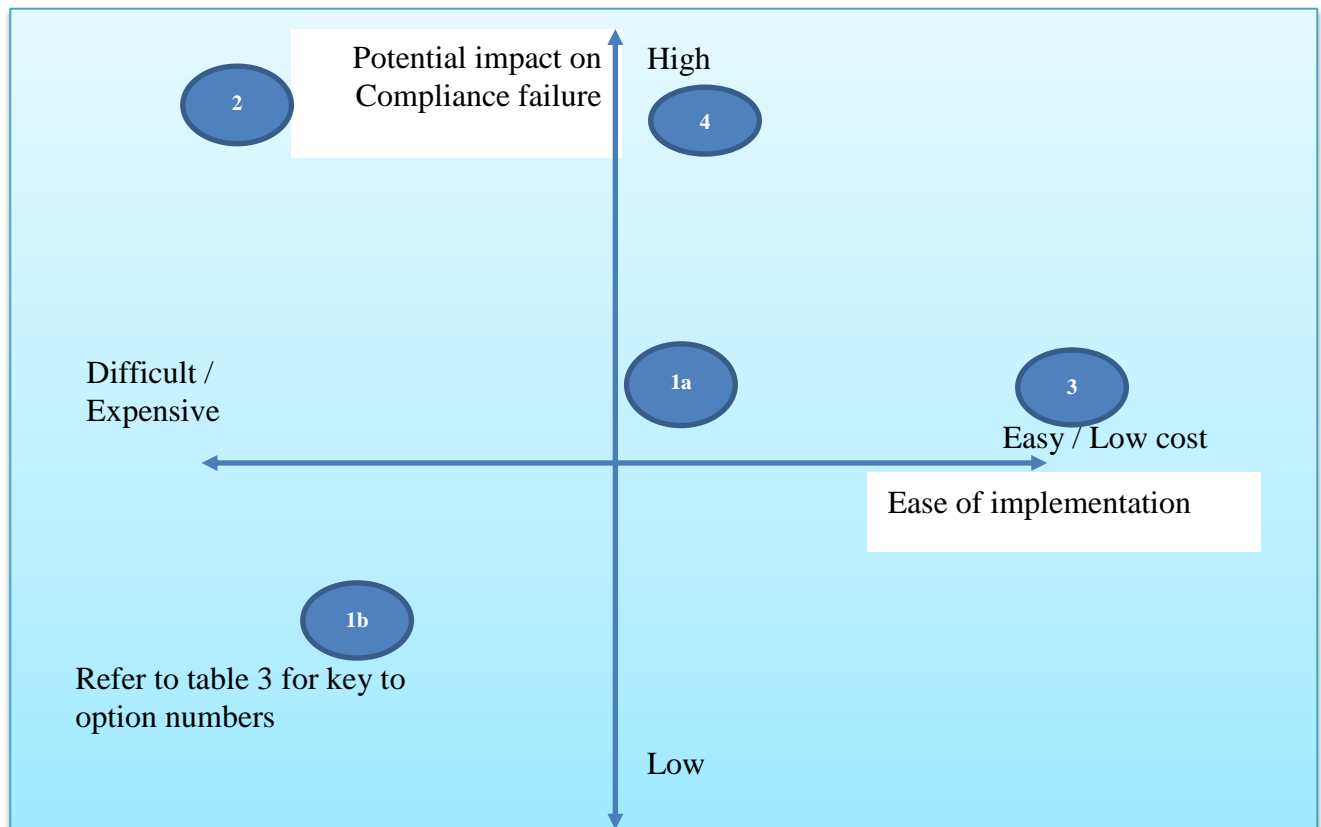 Potential impact on
Compliance failure
High
2
4
Difficult /
Expensive
1a
3
Easy / Low cost
Ease of implementation
1b
Refer to table 3 for key to
option numbers
Low